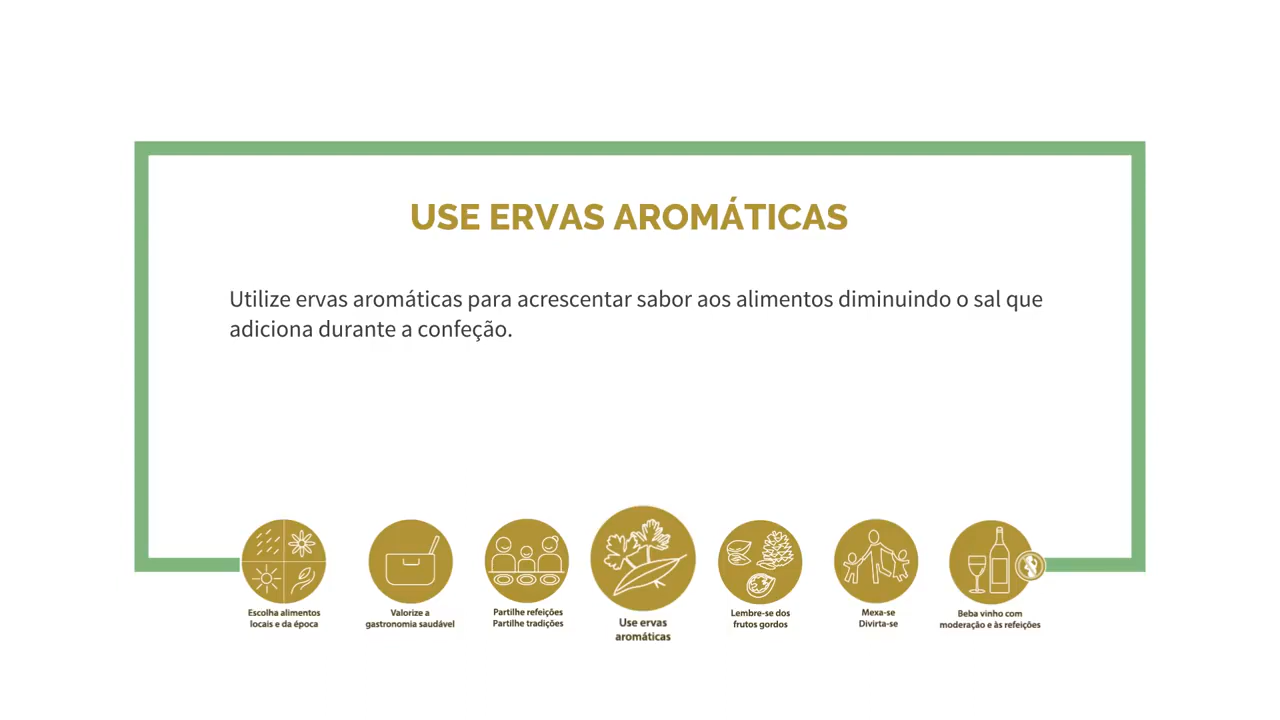 USE ERVAS AROMÁTICAS
Utilize ervas aromáticas para acrescentar sabor aos alimentos diminuindo o sal que
adiciona durante a confeção.
Escolha alimentos
locais e da época
Valorize a
gastronomia saudável
Partilhe refeições
Partilhe tradições
Use ervas
aromáticas
Lembre-se dos
frutos gordos
Mexa-se
Divirta-se
Beba vinho com
moderação e às refeições